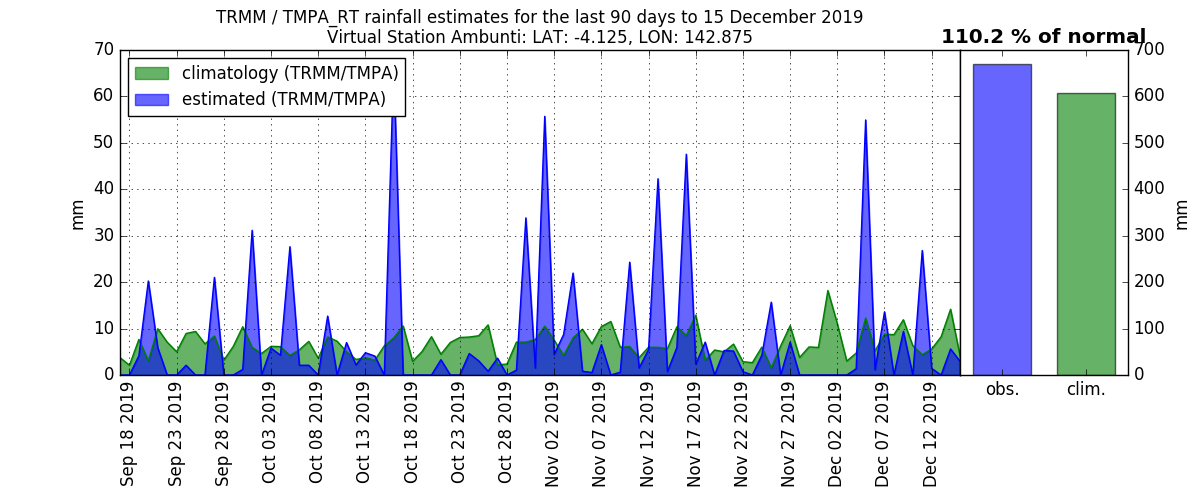 TRMM / TMPA_RT rainfall estimates for the last 90 days to 15 December 2019
Virtual Station Ambunti: LAT: -4.125, LON: 142.875
110.2 % of normal
climatology (TRMM/TMPA)
estimated (TRMM/TMPA)
70
60
50
40
30
20
10
0
mm
Sep 18 2019
Sep 23 2019
Sep 28 2019
Oct 03 2019
Oct 08 2019
Oct 13 2019
Oct 18 2019
Oct 23 2019
Oct 28 2019
Nov 02 2019
Nov 07 2019
Nov 12 2019
Nov 17 2019
Nov 22 2019
Nov 27 2019
Dec 02 2019
Dec 07 2019
Dec 12 2019
obs.
clim.
700
600
500
400
300
200
100
0
mm